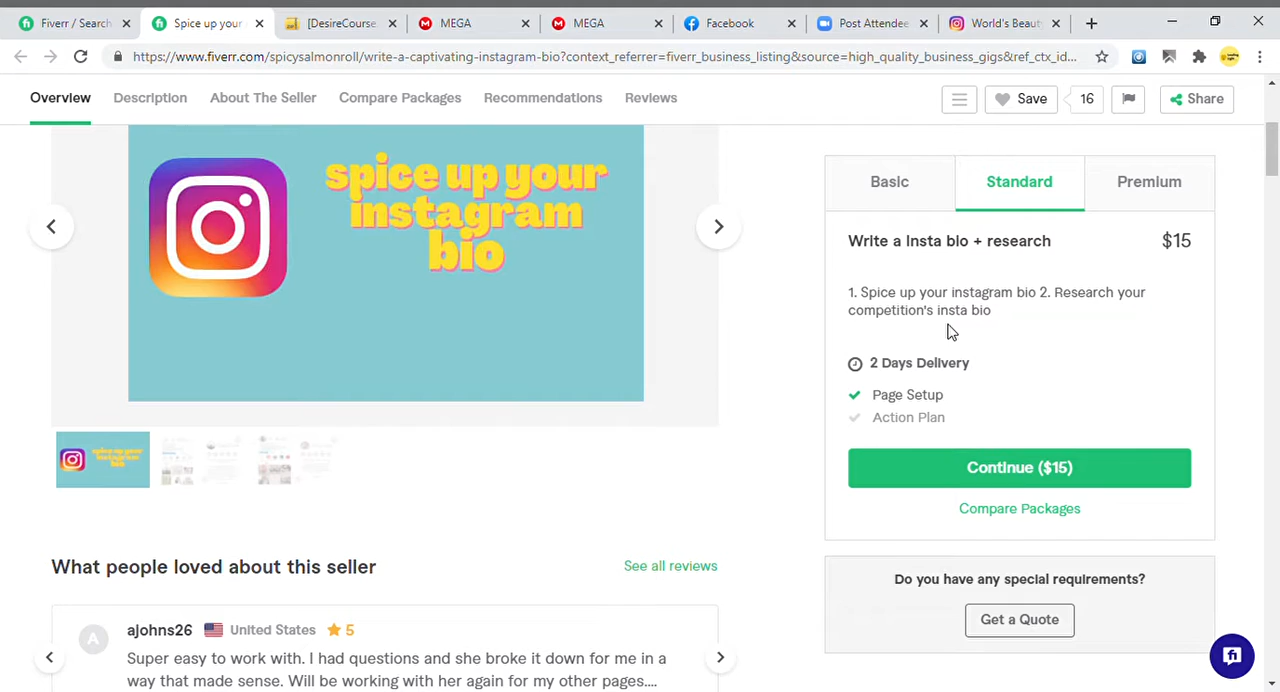 Fiverr / Search
Spice up your
[DesireCourse
MEGA
MEGA
Facebook
Post Attendee
World's Beaut
https://www.fiverr.com/spicysalmonroll/write-a-captivating-instagram-bio?context_referrer=fiverr_business_listing&source=high_quality_business_gigs&ref_ctx_id...
Overview
Description
About The Seller
Compare Packages
Recommendations
Reviews
Save
16
Share
spice up your
instagram
bio
Basic
Standard
Premium
Write a Insta bio + research
$15
1. Spice up your instagram bio 2. Research your
competition's insta bio
2 Days Delivery
Page Setup
Action Plan
Continue ($15)
Compare Packages
What people loved about this seller
See all reviews
Do you have any special requirements?
Get a Quote
A
ajohns26
United States
5
Super easy to work with. I had questions and she broke it down for me in a
way that made sense. Will be working with her again for my other pages....
fi